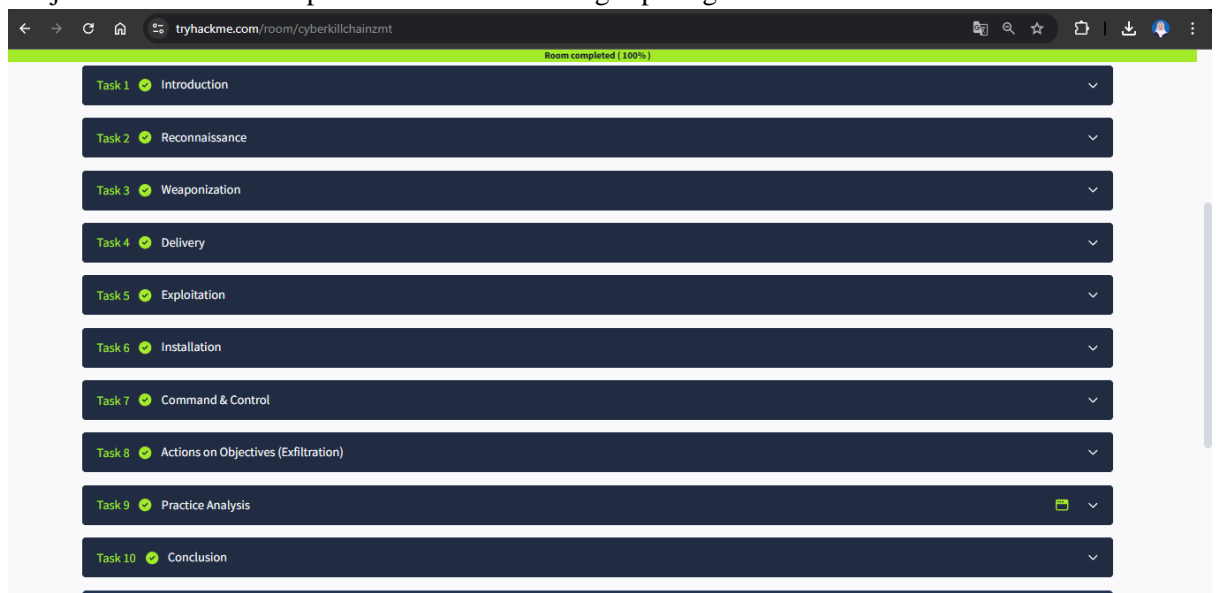 tryhackme.com/room/cyberkillchainzmt
Room completed ( 100% )
Task 1 Introduction
Task 2 Reconnaissance
Task 3 Weaponization
Task 4 Delivery
Task 5 Exploitation
Task 6 Installation
Task 7 Command & Control
Task 8 Actions on Objectives (Exfiltration)
Task 9 Practice Analysis
Task 10 Conclusion